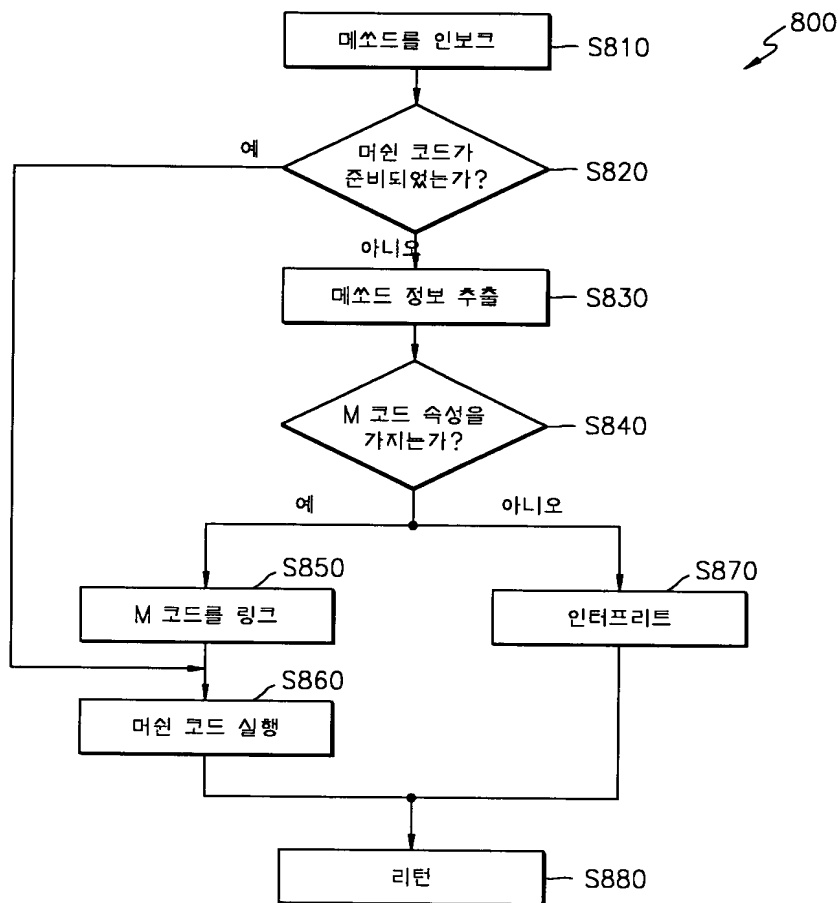 800
메쏘드를 인보크
S810
예
머쉰 코드가
준비되었는가?
S820
아니오
메쏘드 정보 추출
S830
M 코드 속성을
가지는가?
S840
예
아니오
S850
M 코드를 링크
S870
인터프리트
S860
머쉰 코드 실행
리턴
S880